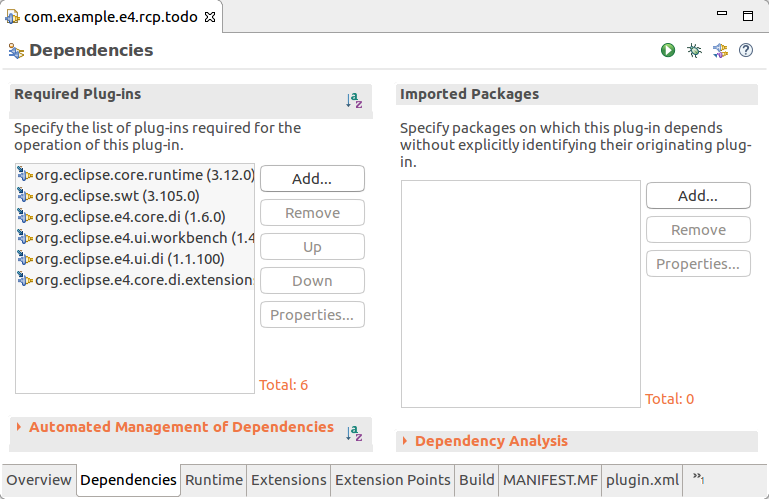 com.example.e4.rcp.todo
Dependencies
Required Plug-ins
Specify the list of plug-ins required for the
operation of this plug-in.
org.eclipse.core.runtime (3.12.0)
org.eclipse.swt (3.105.0)
org.eclipse.e4.core.di (1.6.0)
org.eclipse.e4.ui.workbench (1.4
org.eclipse.e4.ui.di (1.1.100)
org.eclipse.e4.core.di.extension
Add...
Remove
Up
Down
Properties...
Total: 6
Automated Management of Dependencies
Imported Packages
Specify packages on which this plug-in depends
without explicitly identifying their originating plug-
in.
Add...
Remove
Properties...
Total: 0
Dependency Analysis
Overview Dependencies Runtime Extensions Extension Points Build MANIFEST.MF plugin.xml »1